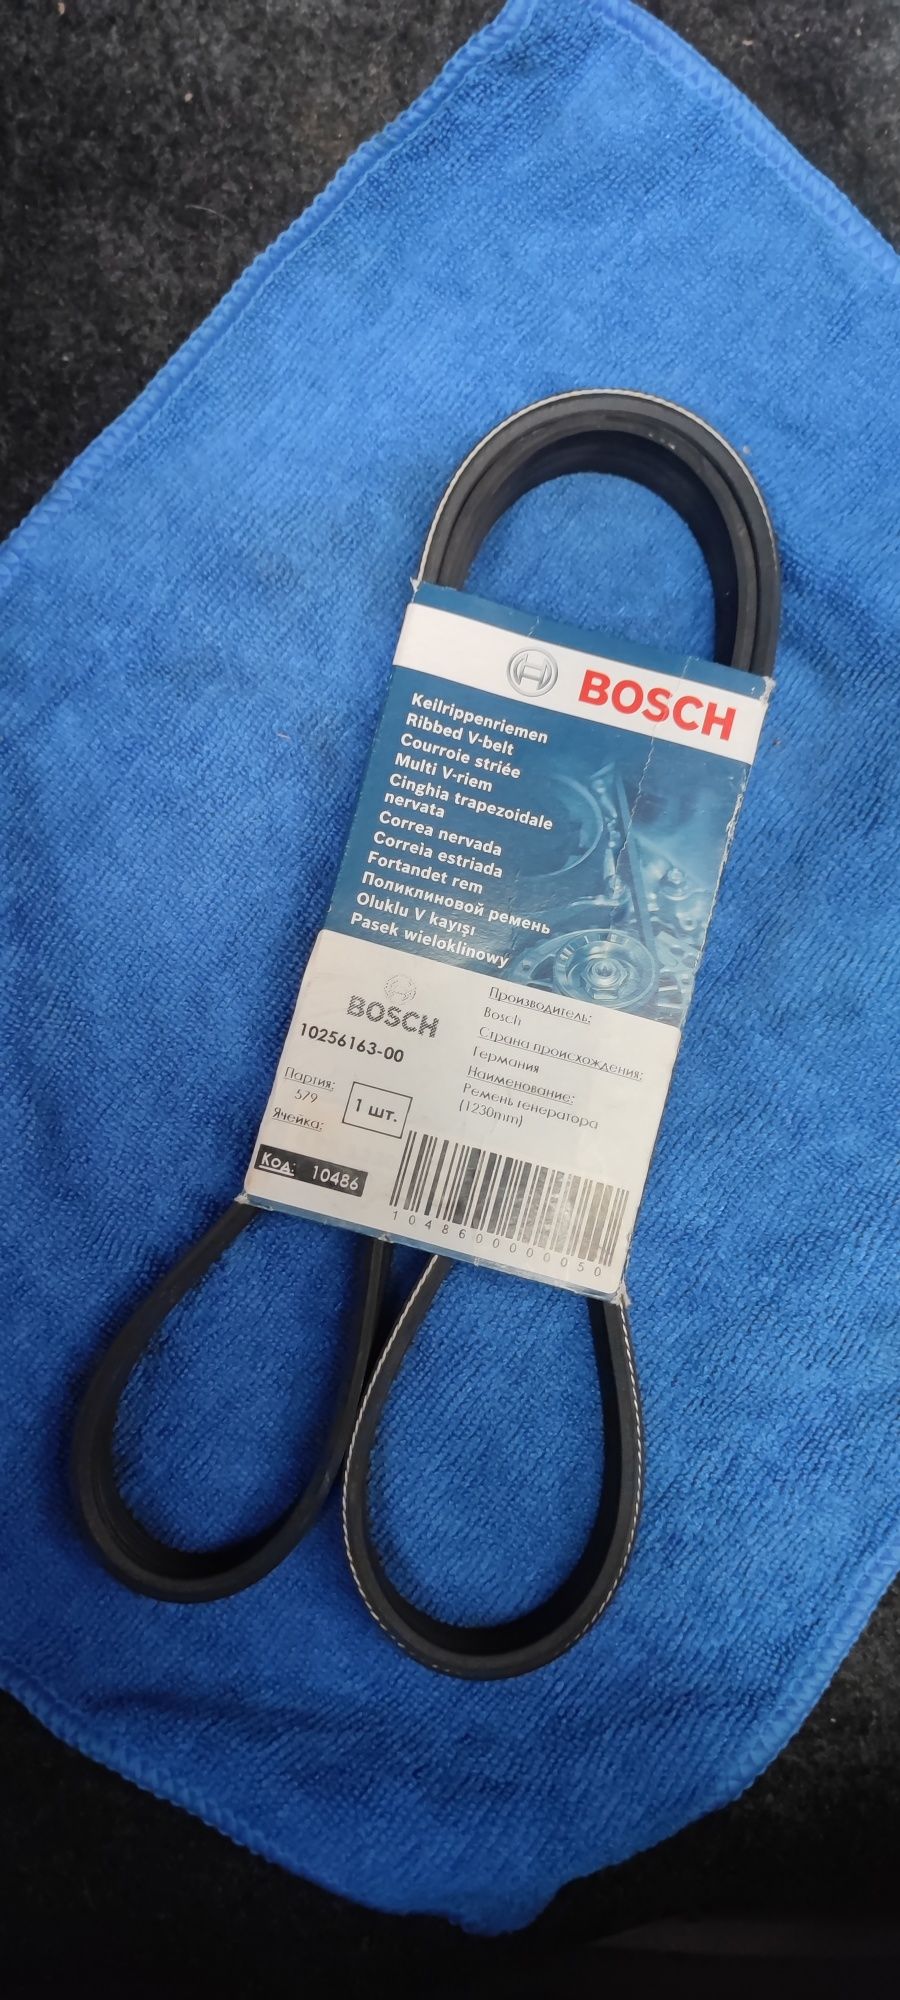 BOSCH
Keilrippenriemen
Ribbed V-belt
Courroie striée
Multi V-riem
Cinghia trapezoidale
nervata
Correa nervada
Correia estriada
Fortandet rem
Поликлиновой ремень
Oluklu V kayışı
Pasek wieloklinowy
BOSCH
10256163-00
Партия:
579
1 шт.
Ячейка:
Код: 10486
Производитель:
Bosch
Страна происхождения:
Германия
Наименование:
Ремень генератора
(1230mm)
1048600000050